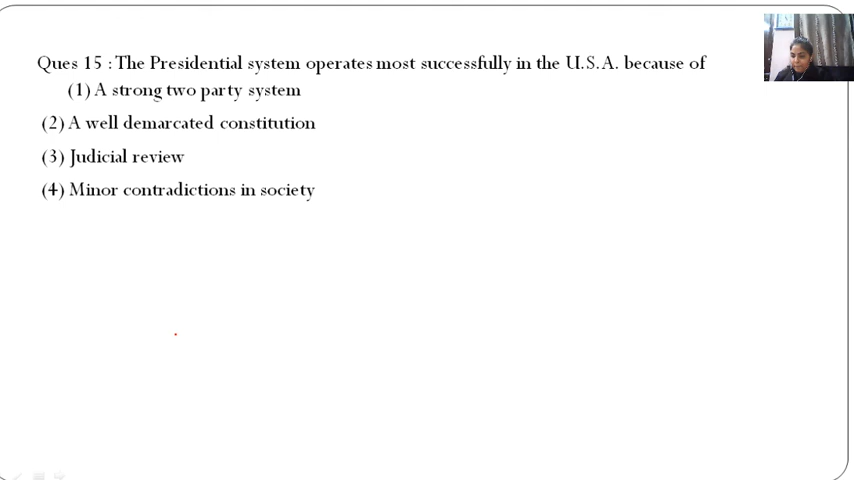 Ques 15 : The Presidential system operates most successfully in the U.S.A. because of
(1) A strong two party system
(2) A well demarcated constitution
(3) Judicial review
(4) Minor contradictions in society